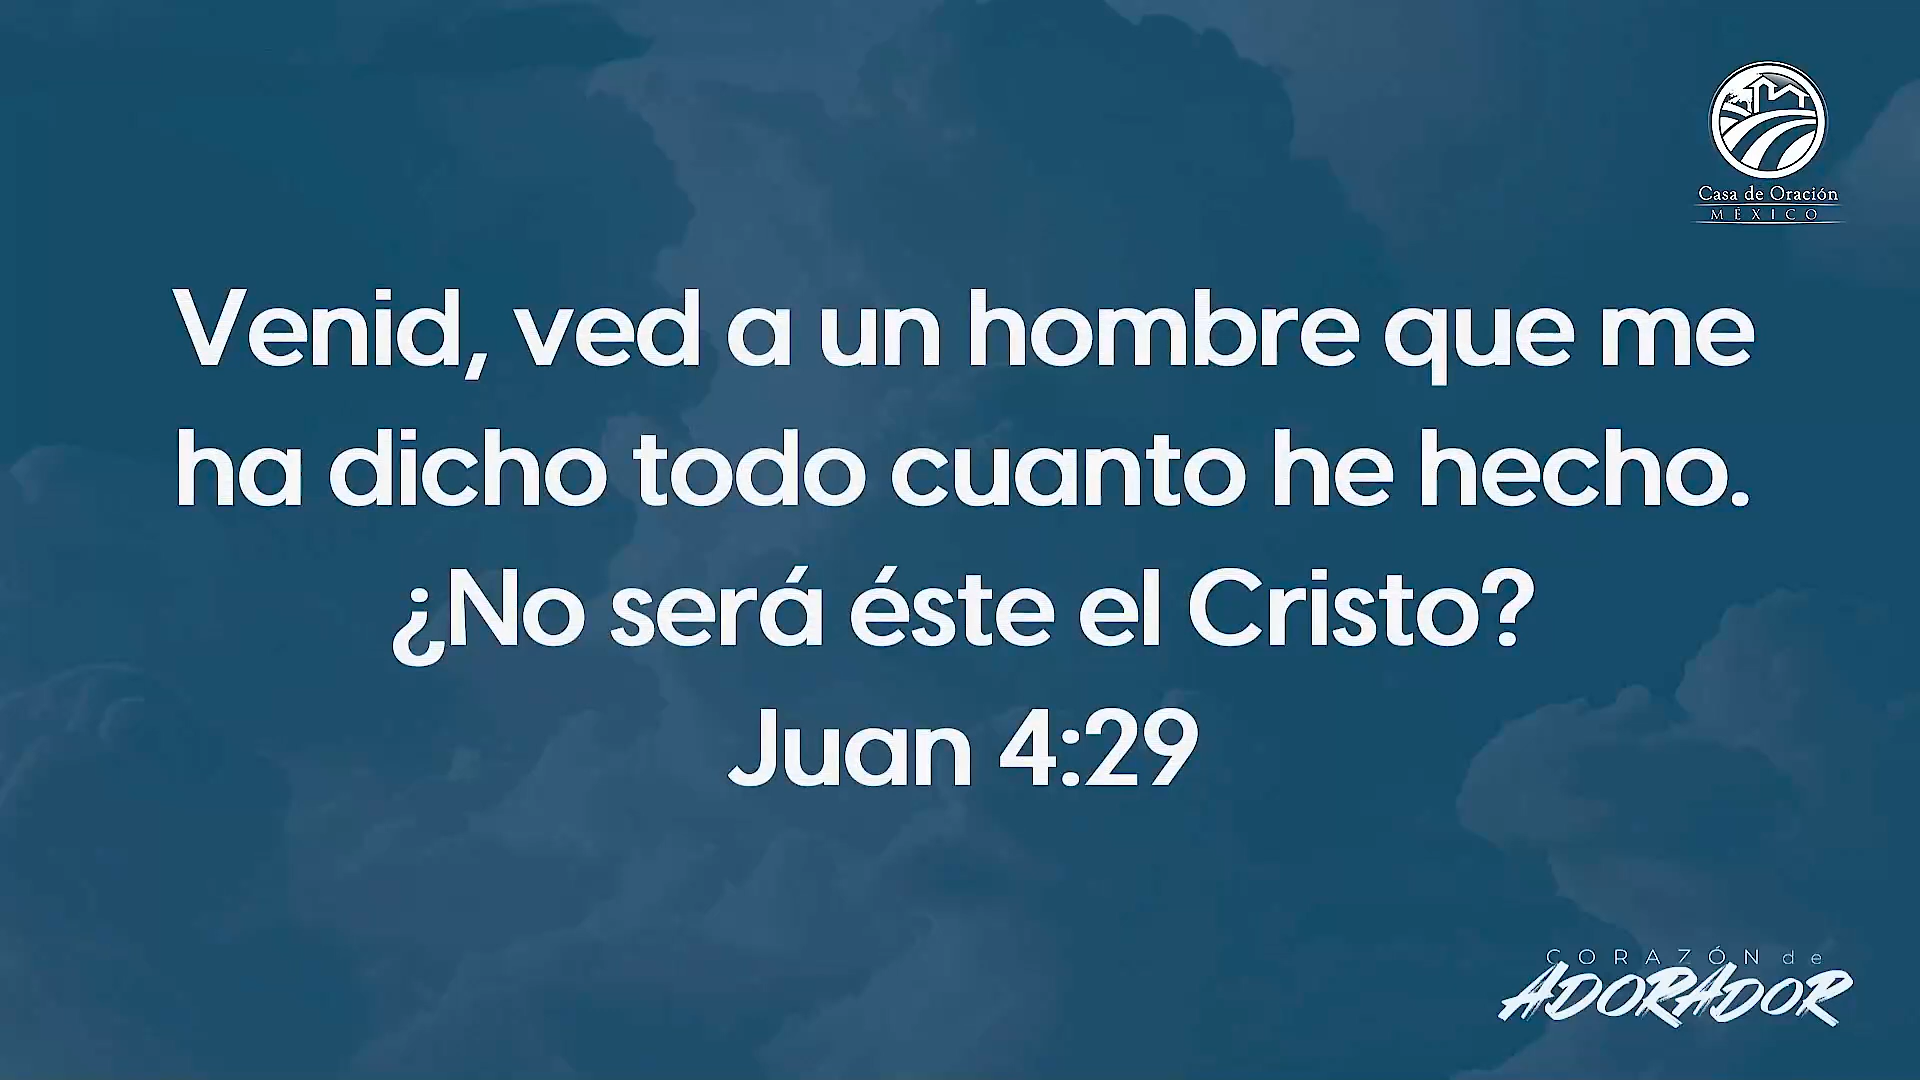 Casa de Oración
MÉXICO
Venid, ved a un hombre que me
ha dicho todo cuanto he hecho.
¿No será éste el Cristo?
Juan 4:29
CORAZÓN de
ADORADOR